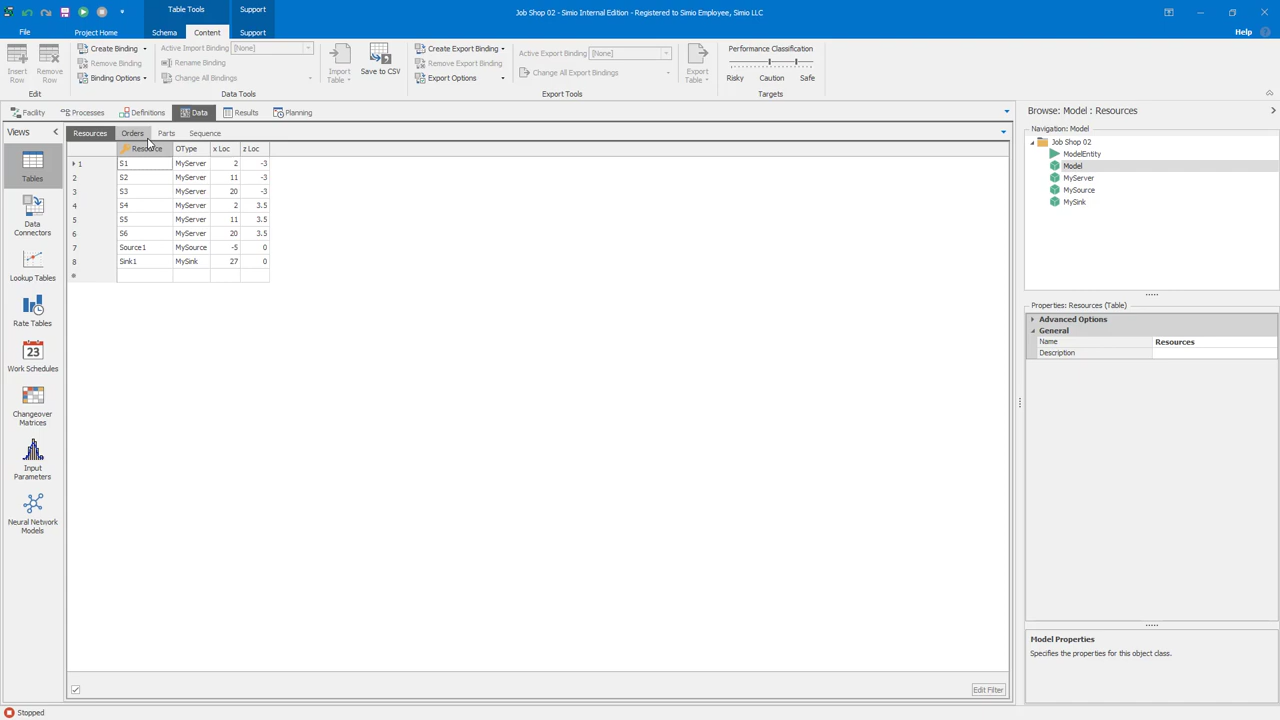 Table Tools
Support
Job Shop 02 - Simio Internal Edition - Registered to Simio Employee, Simio LLC
File
Project Home
Schema
Content
Support
Help
Insert Row
Remove Row
Edit
Create Binding
Remove Binding
Binding Options
Active Import Binding [None]
Rename Binding
Change All Bindings
Data Tools
Import Table
Save to CSV
Create Export Binding
Remove Export Binding
Export Options
Active Export Binding [None]
Change All Export Bindings
Export Tools
Export Table
Performance Classification
Risky Caution Safe
Targets
Facility
Processes
Definitions
Data
Results
Planning
Views
Tables
Data Connectors
Lookup Tables
Rate Tables
23
Work Schedules
Changeover Matrices
Input Parameters
Neural Network Models
Resources Orders Parts Sequence
Resource OType x Loc z Loc
1 S1 MyServer 2 -3
2 S2 MyServer 11 -3
3 S3 MyServer 20 -3
4 S4 MyServer 2 3.5
5 S5 MyServer 11 3.5
6 S6 MyServer 20 3.5
7 Source1 MySource -5 0
8 Sink1 MySink 27 0
Edit Filter
Browse: Model : Resources
Navigation: Model
Job Shop 02
ModelEntity
Model
MyServer
MySource
MySink
Properties: Resources (Table)
Advanced Options
General
Name Resources
Description
Model Properties
Specifies the properties for this object class.
Stopped